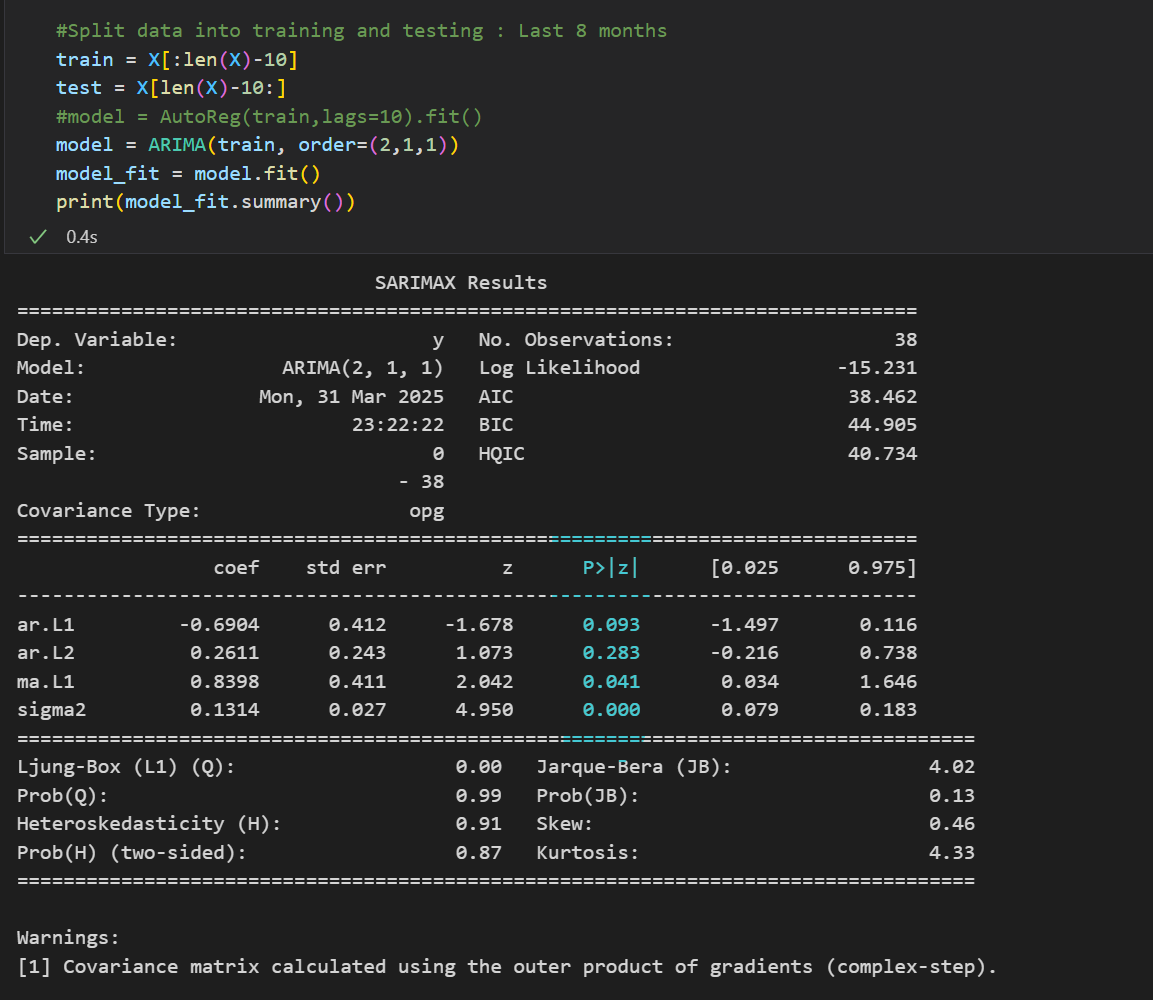 #Split data into training and testing : Last 8 months
train = X[:len(X)-10]
test = X[len(X)-10:]
#model = AutoReg(train,lags=10).fit()
model = ARIMA(train, order=(2,1,1))
model_fit = model.fit()
print(model_fit.summary())
0.4s
SARIMAX Results
==============================================================================
Dep. Variable: y No. Observations: 38
Model: ARIMA(2, 1, 1) Log Likelihood -15.231
Date: Mon, 31 Mar 2025 AIC 38.462
Time: 23:22:22 BIC 44.905
Sample: 0 HQIC 40.734
- 38
Covariance Type: opg
==============================================================================
coef std err z P>|z| [0.025 0.975]
------------------------------------------------------------------------------
ar.L1 -0.6904 0.412 -1.678 0.093 -1.497 0.116
ar.L2 0.2611 0.243 1.073 0.283 -0.216 0.738
ma.L1 0.8398 0.411 2.042 0.041 0.034 1.646
sigma2 0.1314 0.027 4.950 0.000 0.079 0.183
===================================================================================
Ljung-Box (L1) (Q): 0.00 Jarque-Bera (JB): 4.02
Prob(Q): 0.99 Prob(JB): 0.13
Heteroskedasticity (H): 0.91 Skew: 0.46
Prob(H) (two-sided): 0.87 Kurtosis: 4.33
===================================================================================
Warnings:
[1] Covariance matrix calculated using the outer product of gradients (complex-step).